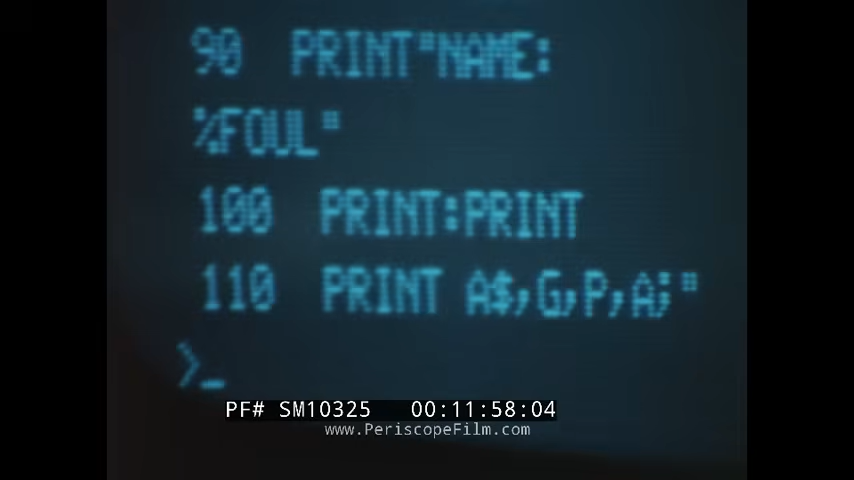 90 PRINT"NAME:
%FOUL"
100 PRINT:PRINT
110 PRINT A$,G,P,A;"
>_
PF# SM10325 00:11:58:04
www.PeriscopeFilm.com